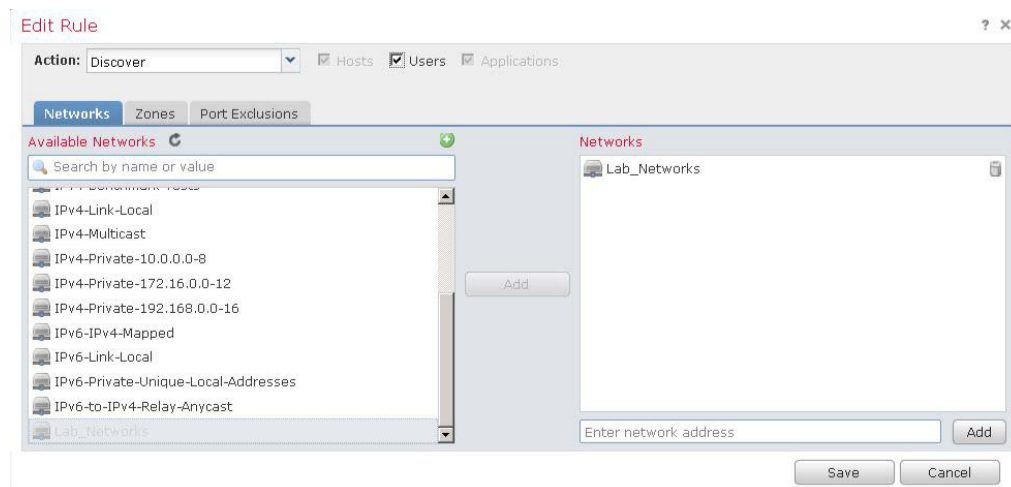 Edit Rule
? X
Action: Discover Hosts Users Applications
Networks Zones Port Exclusions
Available Networks
Search by name or value
IPv4-Link-Local
IPv4-Multicast
IPv4-Private-10.0.0.0-8
IPv4-Private-172.16.0.0-12
IPv4-Private-192.168.0.0-16
IPv6-IPv4-Mapped
IPv6-Link-Local
IPv6-Private-Unique-Local-Addresses
IPv6-to-IPv4-Relay-Anycast
Lab_Networks
Add
Networks
Lab_Networks
Enter network address Add
Save Cancel